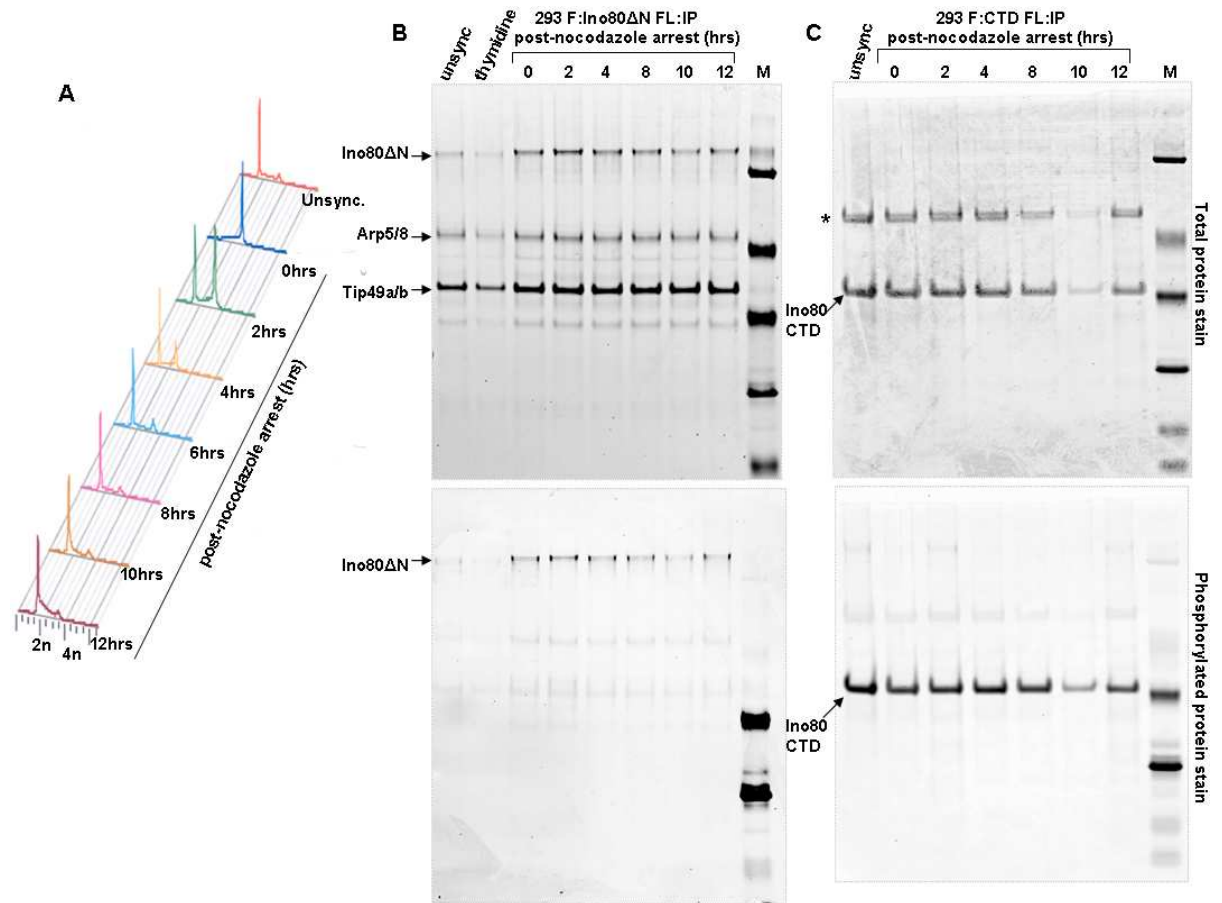 A
Unsync.
0hrs
2hrs
4hrs
6hrs
8hrs
10hrs
12hrs
2n
4n
post-nocodazole arrest (hrs)
B
293 F:Ino80ΔN FL:IP
post-nocodazole arrest (hrs)
unsync thymidine 0 2 4 8 10 12 M
Ino80ΔN
Arp5/8
Tip49a/b
Ino80ΔN
C
293 F:CTD FL:IP
post-nocodazole arrest (hrs)
unsync 0 2 4 8 10 12 M
*
Ino80
CTD
Total protein stain
Ino80
CTD
Phosphorylated protein stain